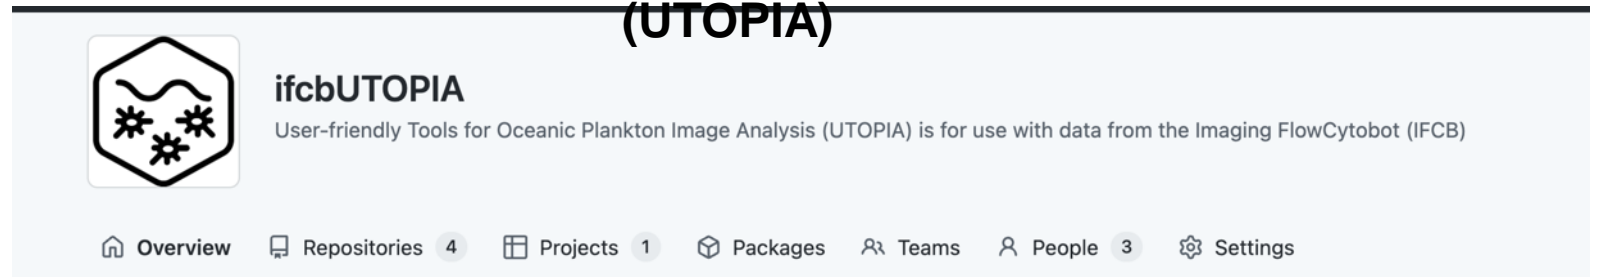 (UTOPIA)
ifcbUTOPIA
User-friendly Tools for Oceanic Plankton Image Analysis (UTOPIA) is for use with data from the Imaging FlowCytobot (IFCB)
Overview Repositories 4 Projects 1 Packages Teams People 3 Settings